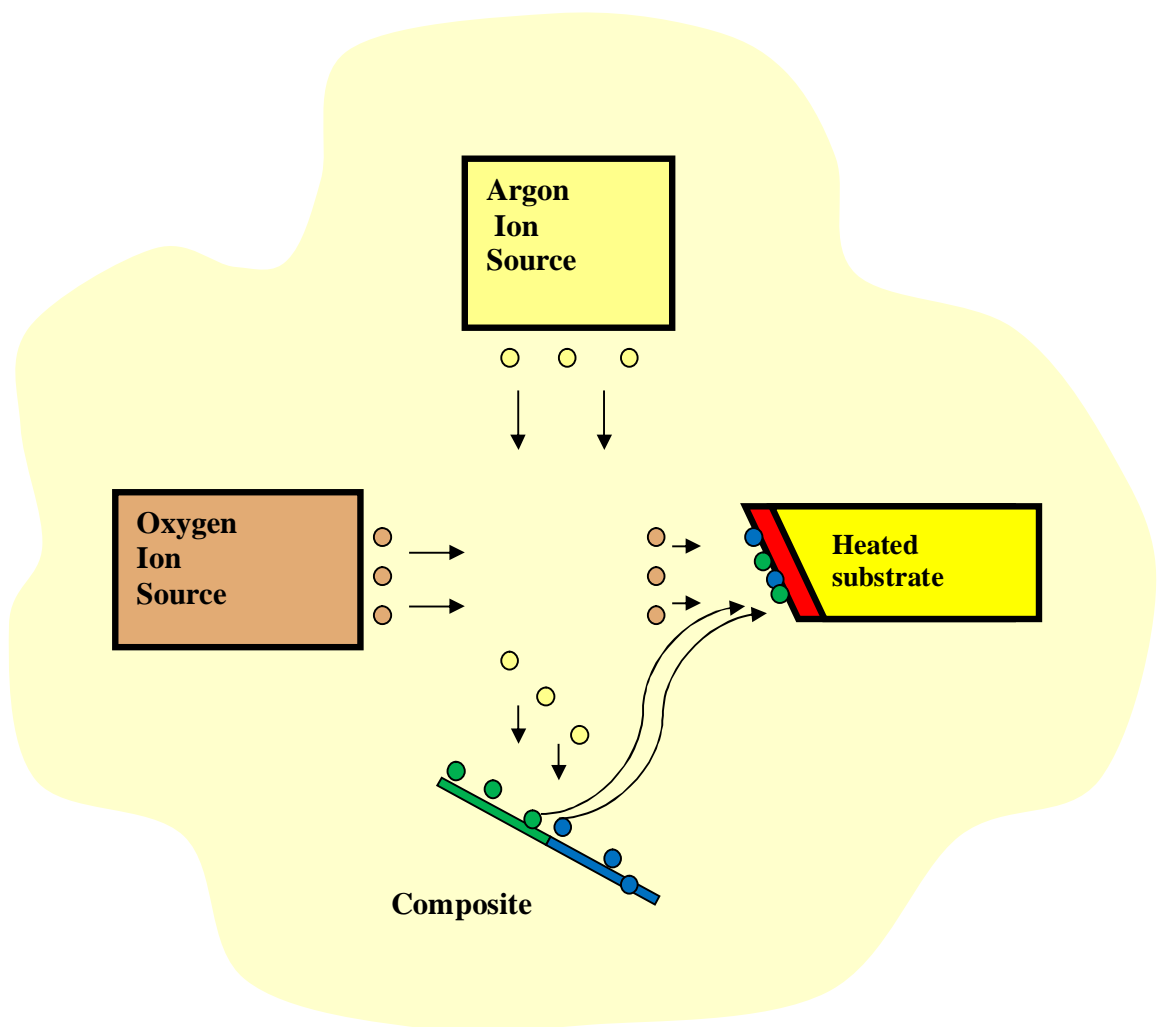 Argon
Ion
Source
Oxygen
Ion
Source
Heated
substrate
Composite